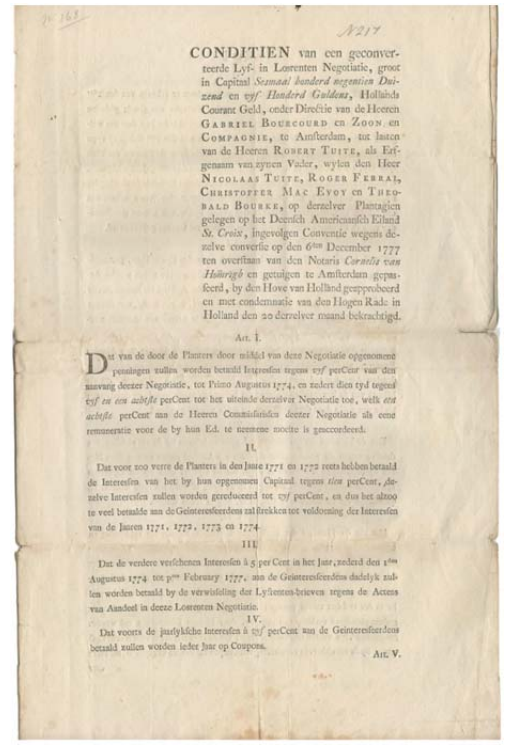 N217
CONDITIEN van een geconver-
teerde Lyf- in Losrenten Negotiatie, groot
in Capitaal Sesmaal honderd negentien Dui-
zend en vyf Honderd Guldens, Hollands
Courant Geld, onder Directie van de Heeren
GABRIEL BOURCOURD en ZOON en
COMPAGNIE, te Amsterdam, tot lasten
van de Heeren ROBERT TUITE, als Erf-
genaam van zynen Vader, wylen den Heer
NICOLAAS TUITE, ROGER FERRAL,
CHRISTOFFER MAC EVOY en THEO-
BALD BOURKE, op derzelver Plantagien
gelegen op het Deensch Americaansch Eiland
St. Croix, ingevolgen Conventie wegens de-
zelve conversie op den 6den December 1777
ten overstaan van den Notaris Cornelis van
Homrigh en getuigen te Amsterdam gepas-
seerd, by den Hove van Holland geapprobeerd
en met condemnatie van den Hogen Rade in
Holland den 20 derzelver maand bekrachtigd.
Art. I.
Dat van de door de Planters door middel van deze Negotiatie opgenomene
penningen zullen worden betaald Interessen tegens vyf perCent van den
aanvang deezer Negotiatie, tot Primo Augustus 1774, en zedert dien tyd tegens
vyf en een achtste perCent tot het uiteinde derzelver Negotiatie toe, welk een
achtste perCent aan de Heeren Commissarissen deezer Negotiatie als eene
remuneratie voor de by hun Ed. te neemene moeite is geaccordeerd.
II.
Dat voor zoo verre de Planters in den Jaare 1771 en 1772 reets hebben betaald
de Interessen van het by hun opgenomen Capitaal tegens tien perCent, de-
zelve Interessen zullen worden gereduceerd tot vyf perCent, en dus het alzoo
te veel betaalde aan de Geinteresseerdens zal strekken tot voldoening der Interessen
van de Jaaren 1771, 1772, 1773 en 1774.
III.
Dat de verdere verschenen Interessen à 5 per Cent in het Jaar, zederd den 1sten
Augustus 1774 tot pmo February 1777, aan de Geinteresseerdens dadelyk zul-
len worden betaald by de verwisseling der Lyfrenten-brieven tegens de Actens
van Aandeel in deeze Losrenten Negotiatie.
IV.
Dat voorts de jaarlyksche Interessen à vyf perCent aan de Geinteresseerdens
betaald zullen worden ieder Jaar op Coupons.
Art. V.